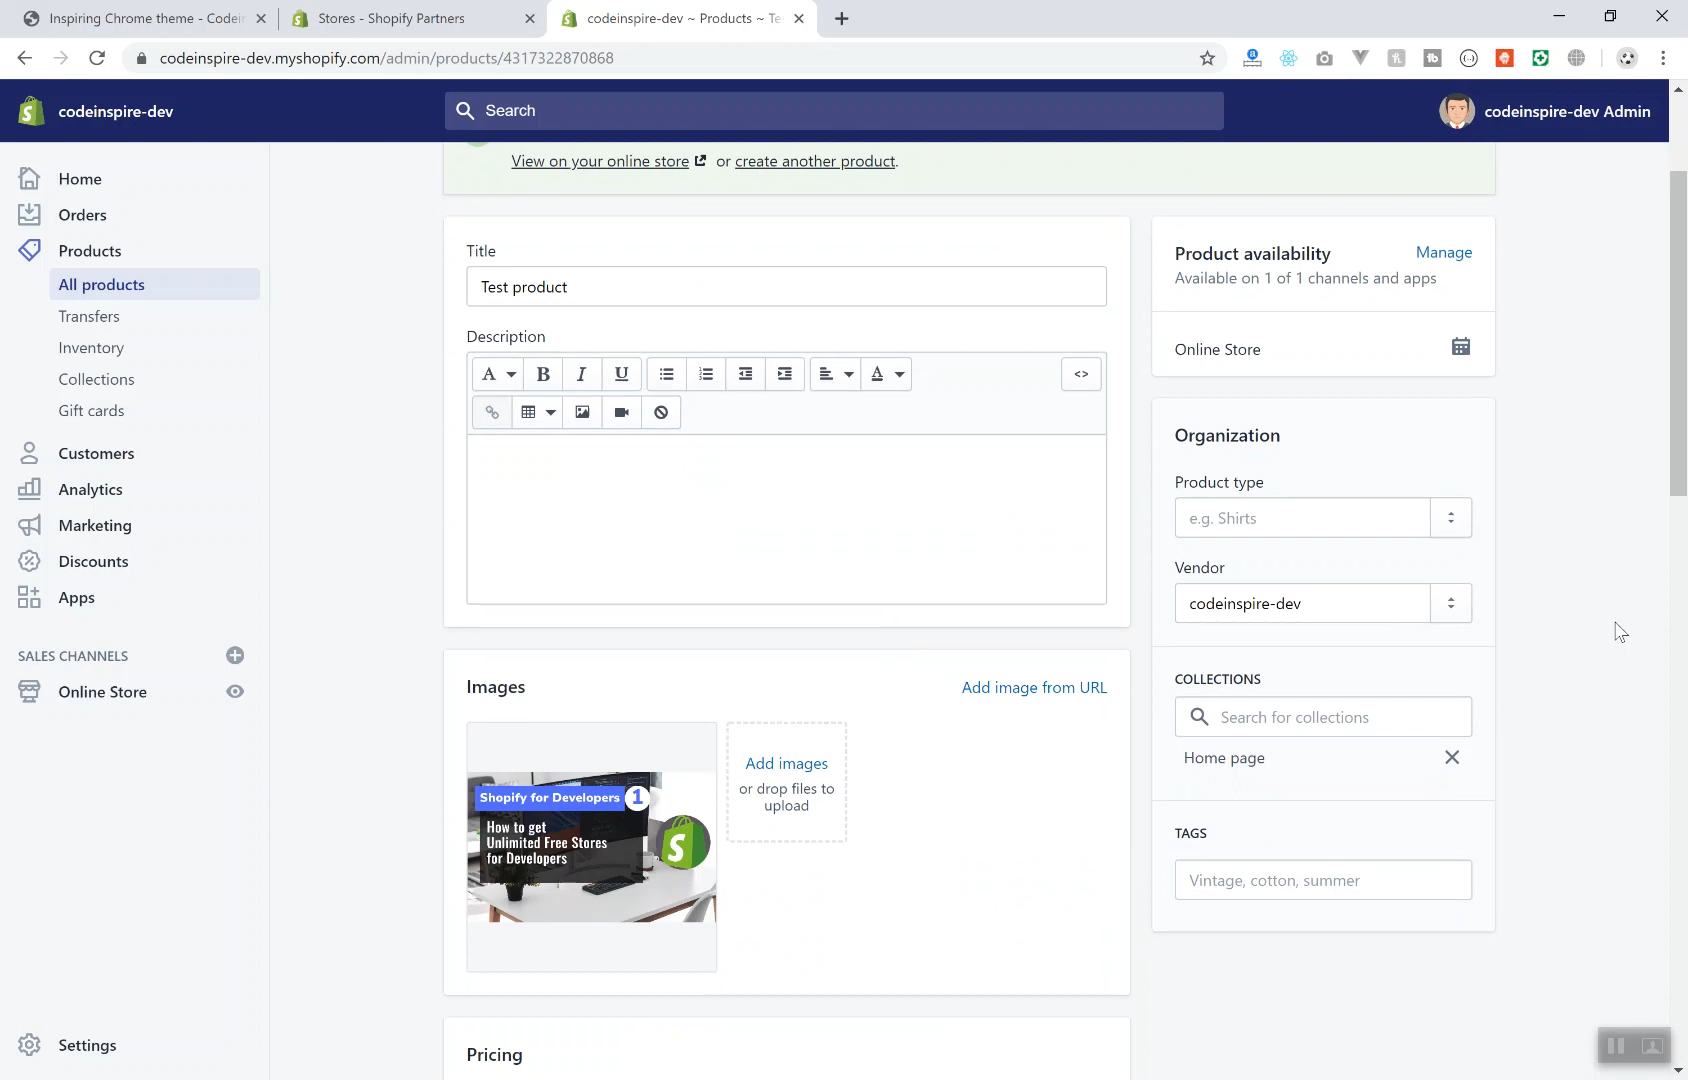 Inspiring Chrome theme - Codein
Stores - Shopify Partners
codeinspire-dev ~ Products ~ Te
codeinspire-dev.myshopify.com/admin/products/4317322870868
codeinspire-dev
Search
codeinspire-dev Admin
View on your online store or create another product.
Home
Orders
Products
All products
Transfers
Inventory
Collections
Gift cards
Customers
Analytics
Marketing
Discounts
Apps
SALES CHANNELS
Online Store
Settings
Title
Test product
Description
A B I U A <>
Images
Add image from URL
Shopify for Developers 1
How to get
Unlimited Free Stores
for Developers
Add images
or drop files to
upload
Pricing
Product availability
Manage
Available on 1 of 1 channels and apps
Online Store
Organization
Product type
e.g. Shirts
Vendor
codeinspire-dev
COLLECTIONS
Search for collections
Home page
TAGS
Vintage, cotton, summer